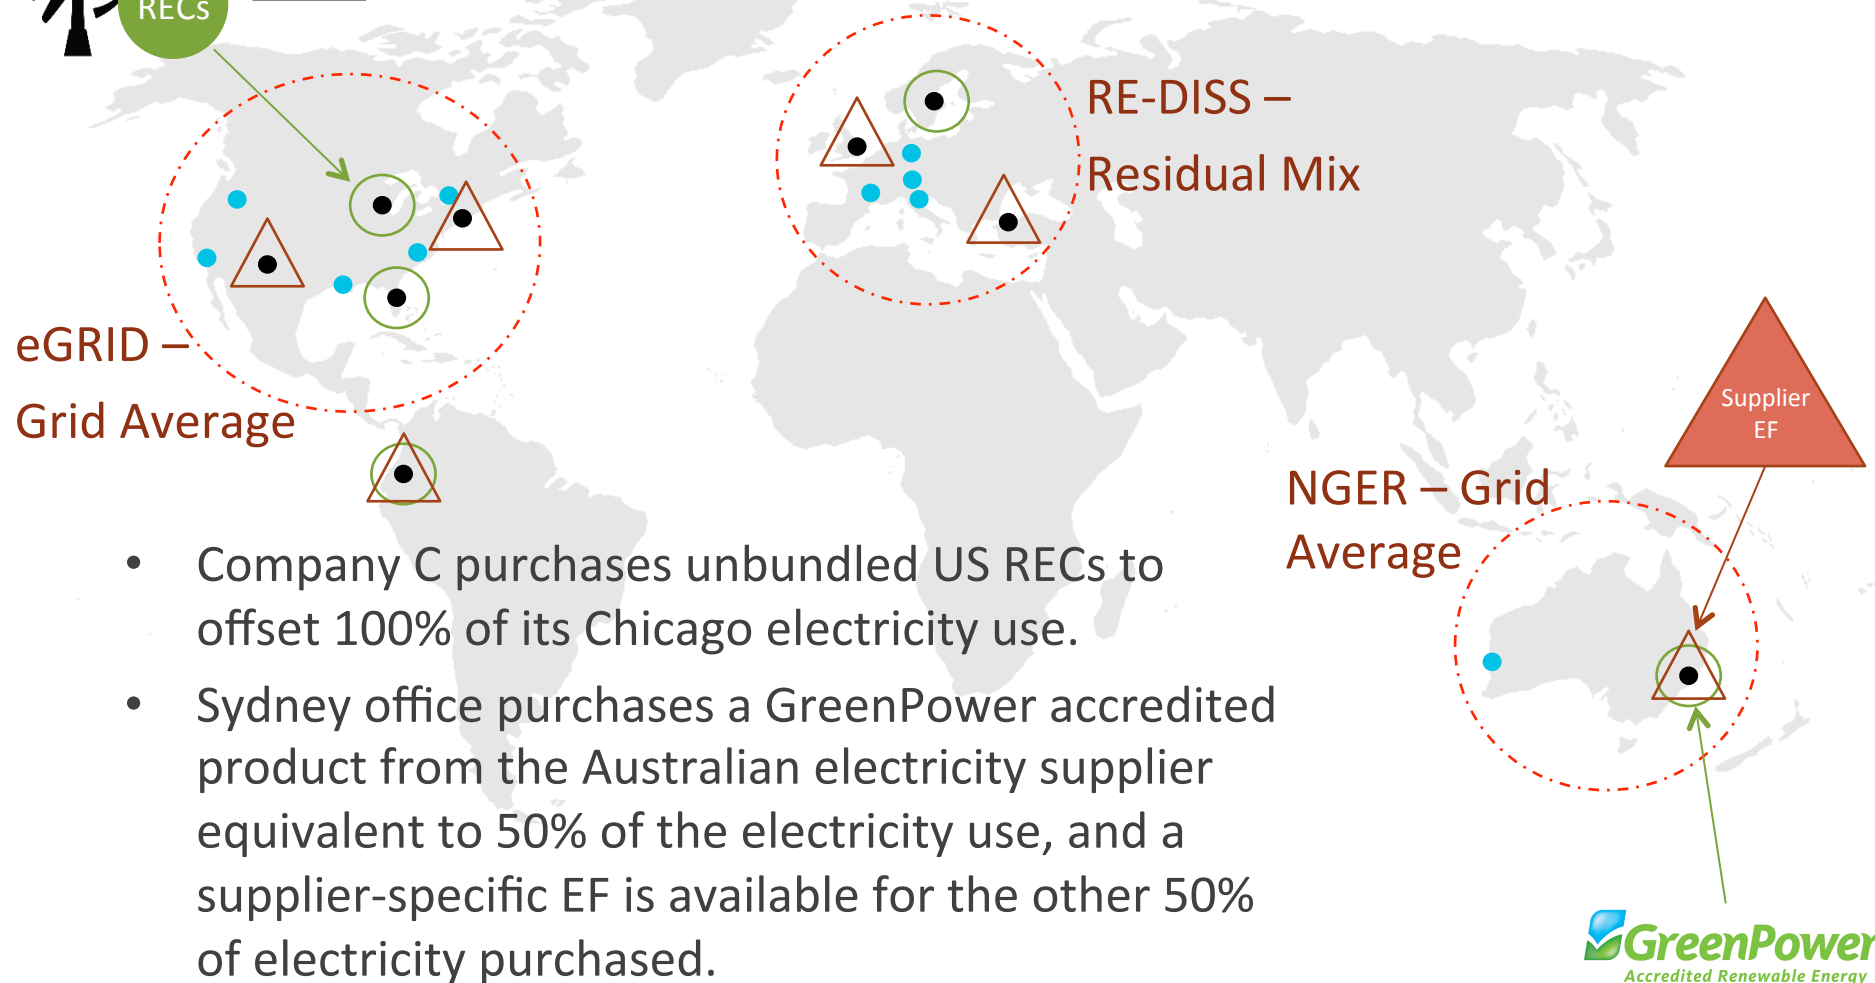 RECs
RE-DISS –
Residual Mix
eGRID –
Grid Average
Supplier
EF
NGER – Grid
Average
• Company C purchases unbundled US RECs to
offset 100% of its Chicago electricity use.
• Sydney office purchases a GreenPower accredited
product from the Australian electricity supplier
equivalent to 50% of the electricity use, and a
supplier-specific EF is available for the other 50%
of electricity purchased.
GreenPower
Accredited Renewable Energy